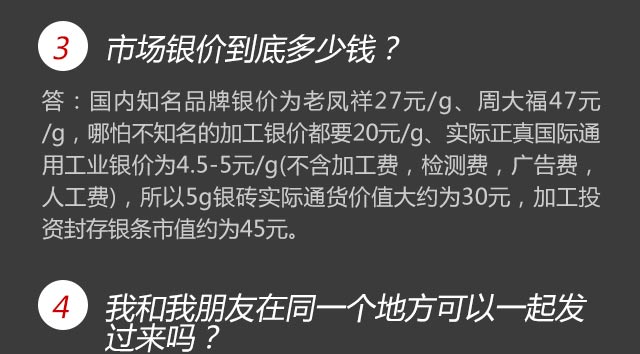 3 市场银价到底多少钱？
答：国内知名品牌银价为老凤祥27元/g、周大福47元
/g，哪怕不知名的加工银价都要20元/g、实际正真国际通
用工业银价为4.5-5元/g(不含加工费，检测费，广告费，
人工费)，所以5g银砖实际通货价值大约为30元，加工投
资封存银条市值约为45元。
4 我和我朋友在同一个地方可以一起发
过来吗？